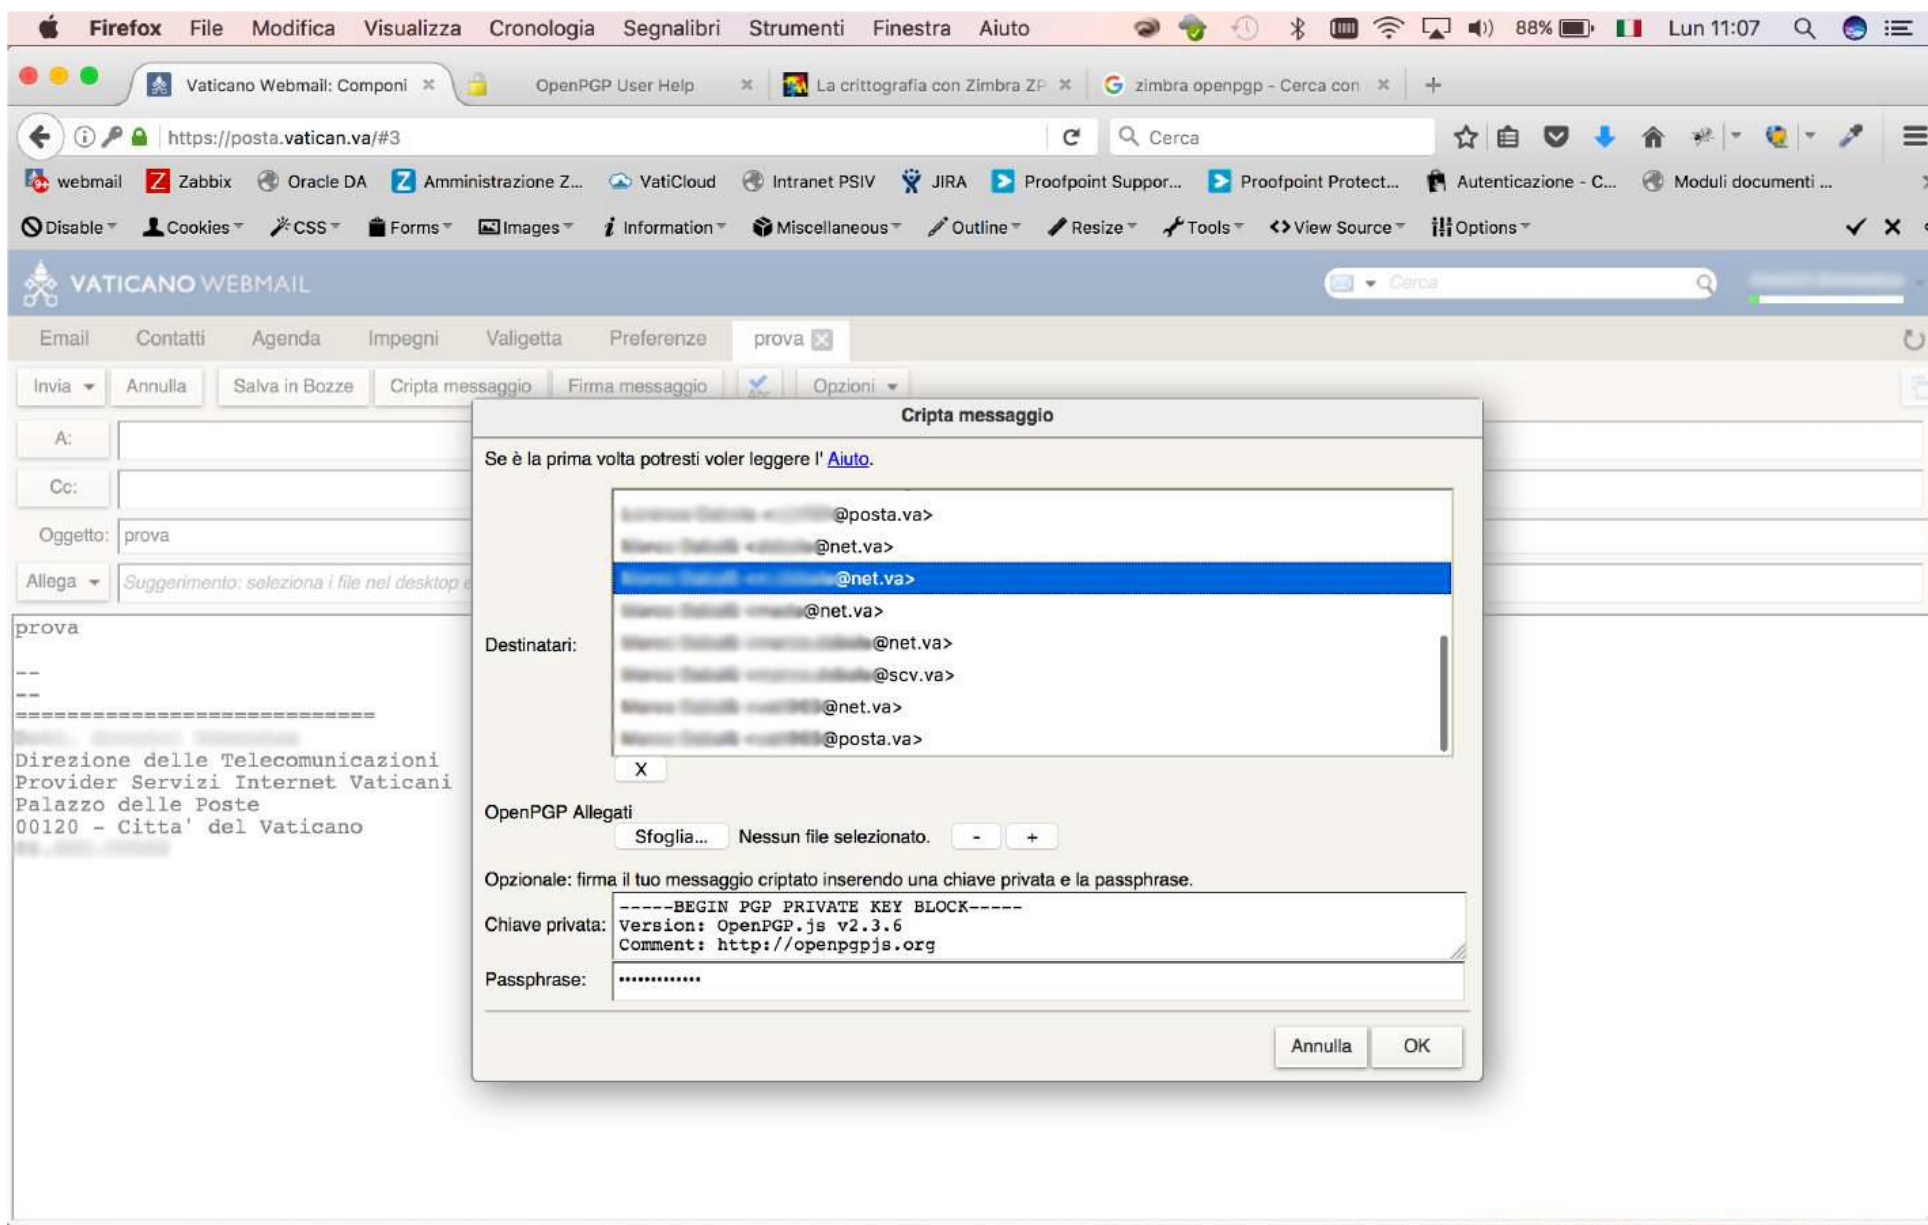 Firefox File Modifica Visualizza Cronologia Segnalibri Strumenti Finestra Aiuto 88% Lun 11:07
Vaticano Webmail: Componi OpenPGP User Help La crittografia con Zimbra ZP zimbra openpgp - Cerca con
https://posta.vatican.va/#3 Cerca
webmail Zabbix Oracle DA Amministrazione Z... VatiCloud Intranet PSIV JIRA Proofpoint Suppor... Proofpoint Protect... Autenticazione - C... Moduli documenti ...
Disable Cookies CSS Forms Images Information Miscellaneous Outline Resize Tools View Source Options
VATICANO WEBMAIL Cerca
Email Contatti Agenda Impegni Valigetta Preferenze prova
Invia Annulla Salva in Bozze Cripta messaggio Firma messaggio Opzioni
Cripta messaggio
A:
Se è la prima volta potresti voler leggere l' Aiuto.
Cc:
@posta.va>
Oggetto: prova
@net.va>
Allega Suggerimento: seleziona i file nel desktop e
@net.va>
@net.va>
prova
Destinatari:
@net.va>
--
@scv.va>
--
@net.va>
============================
@posta.va>
Direzione delle Telecomunicazioni
Provider Servizi Internet Vaticani
Palazzo delle Poste
00120 - Citta' del Vaticano
X
OpenPGP Allegati
Sfoglia... Nessun file selezionato. - +
Opzionale: firma il tuo messaggio criptato inserendo una chiave privata e la passphrase.
Chiave privata:
-----BEGIN PGP PRIVATE KEY BLOCK-----
Version: OpenPGP.js v2.3.6
Comment: http://openpgpjs.org
Passphrase: •••••••••••••
Annulla OK